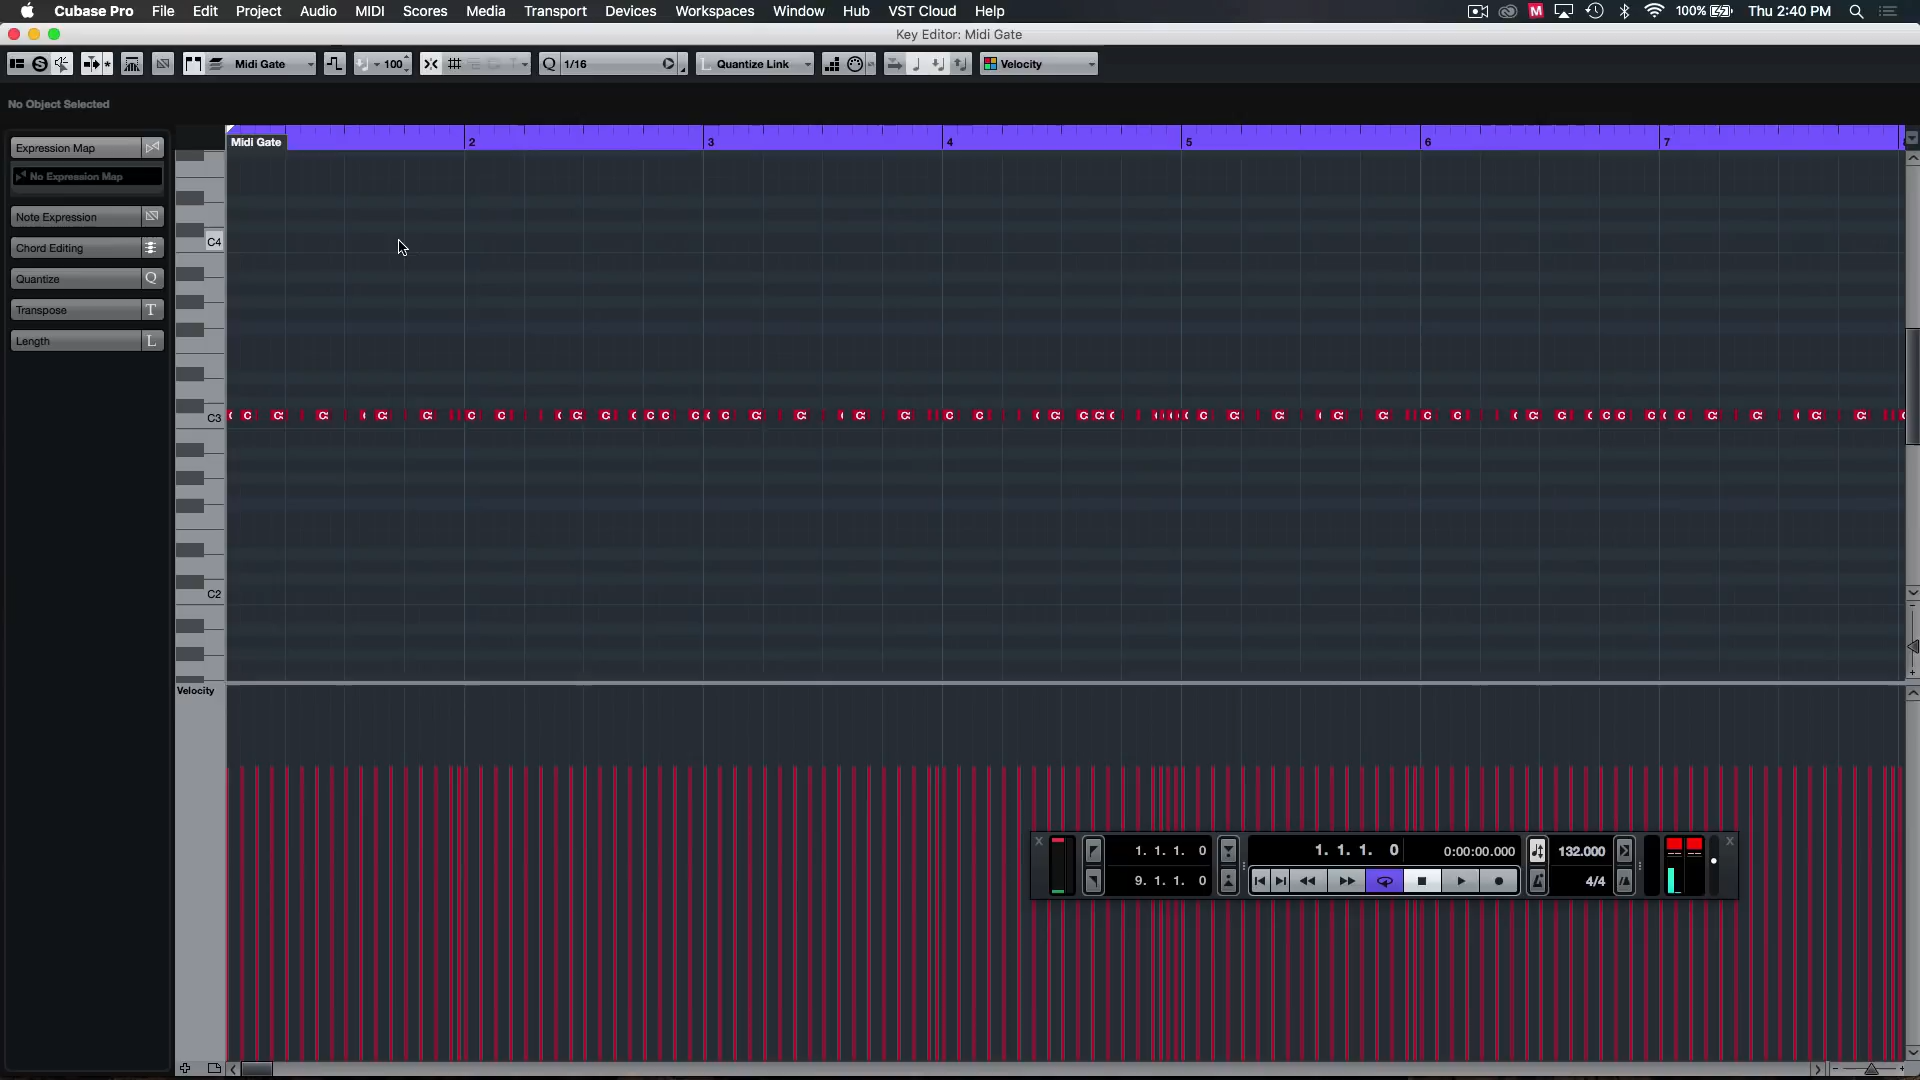 Cubase Pro File Edit Project Audio MIDI Scores Media Transport Devices Workspaces Window Hub VST Cloud Help 100% Thu 2:40 PM
Key Editor: Midi Gate
Midi Gate 100 Q 1/16 L Quantize Link Velocity
No Object Selected
Expression Map
No Expression Map
Note Expression
Chord Editing
Quantize Q
Transpose T
Length L
Midi Gate 2 3 4 5 6 7
C4
C3
C2
Velocity
1. 1. 1. 0 1. 1. 1. 0 0:00:00.000 132.000
9. 1. 1. 0 4/4